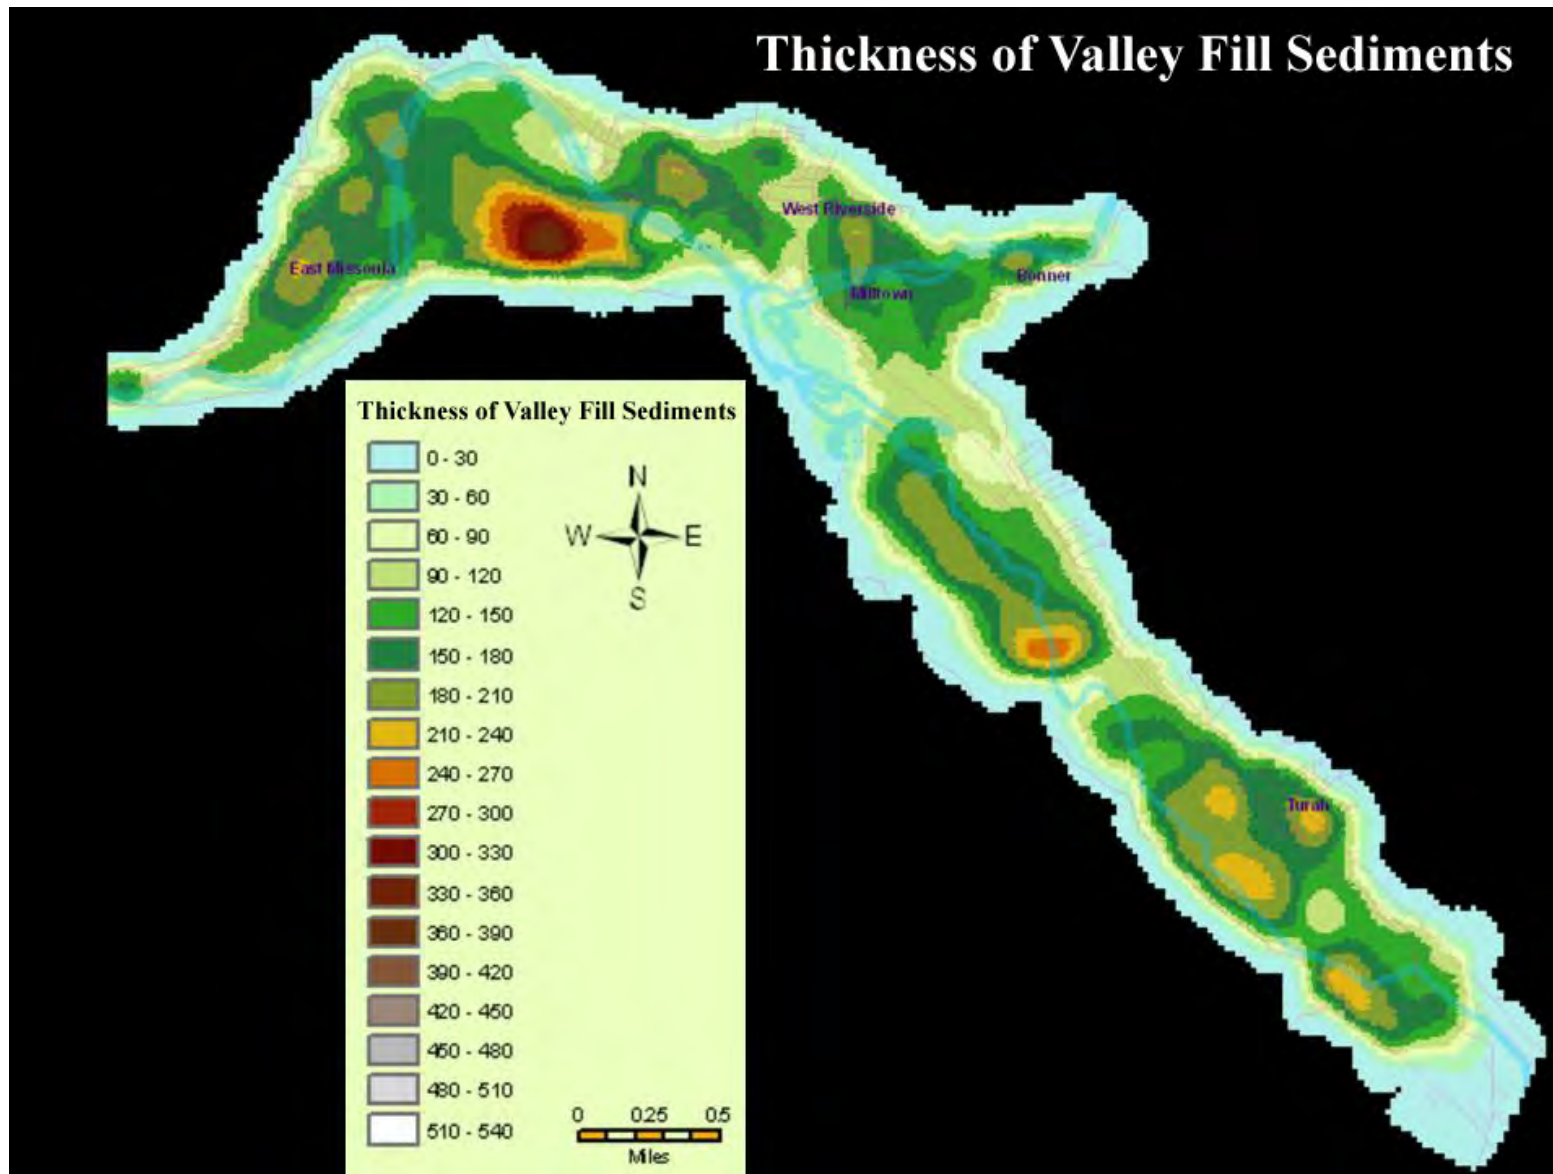 Thickness of Valley Fill Sediments
West Riverside
East Missoula
Bonner
Milltown
Turah
Thickness of Valley Fill Sediments
0 - 30
30 - 60
60 - 90
90 - 120
120 - 150
150 - 180
180 - 210
210 - 240
240 - 270
270 - 300
300 - 330
330 - 360
360 - 390
390 - 420
420 - 450
450 - 480
480 - 510
510 - 540
N
W E
S
0 0.25 0.5
Miles